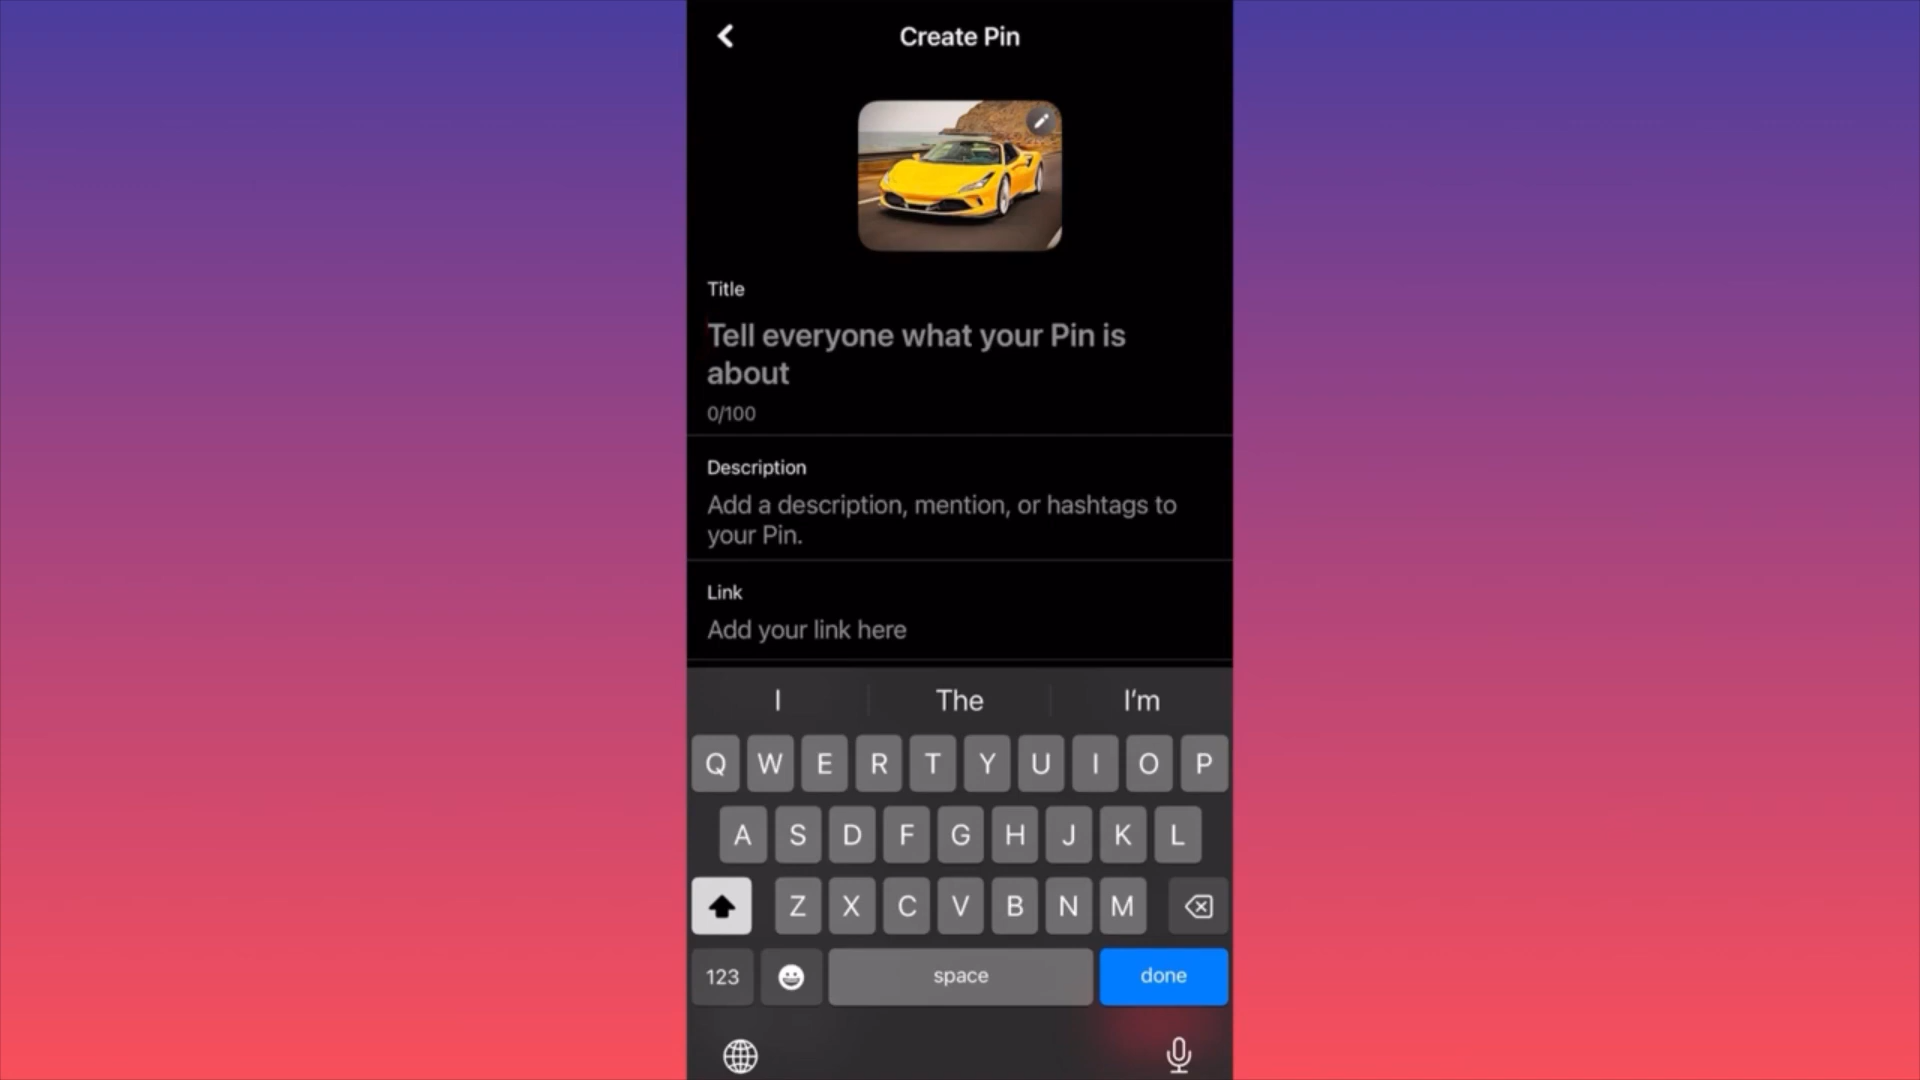 Create Pin
Title
Tell everyone what your Pin is
about
0/100
Description
Add a description, mention, or hashtags to
your Pin.
Link
Add your link here
I The I'm
Q W E R T Y U I O P
A S D F G H J K L
Z X C V B N M
123 space done